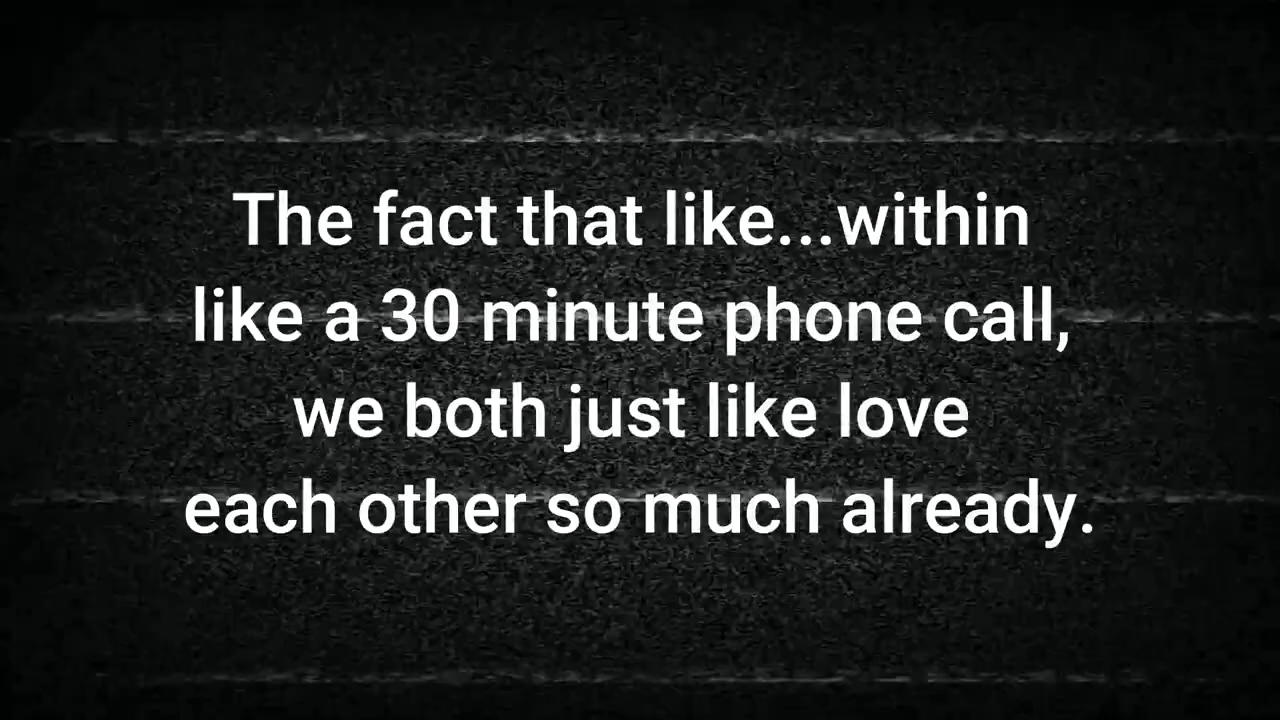 The fact that like...within
like a 30 minute phone call,
we both just like love
each other so much already.